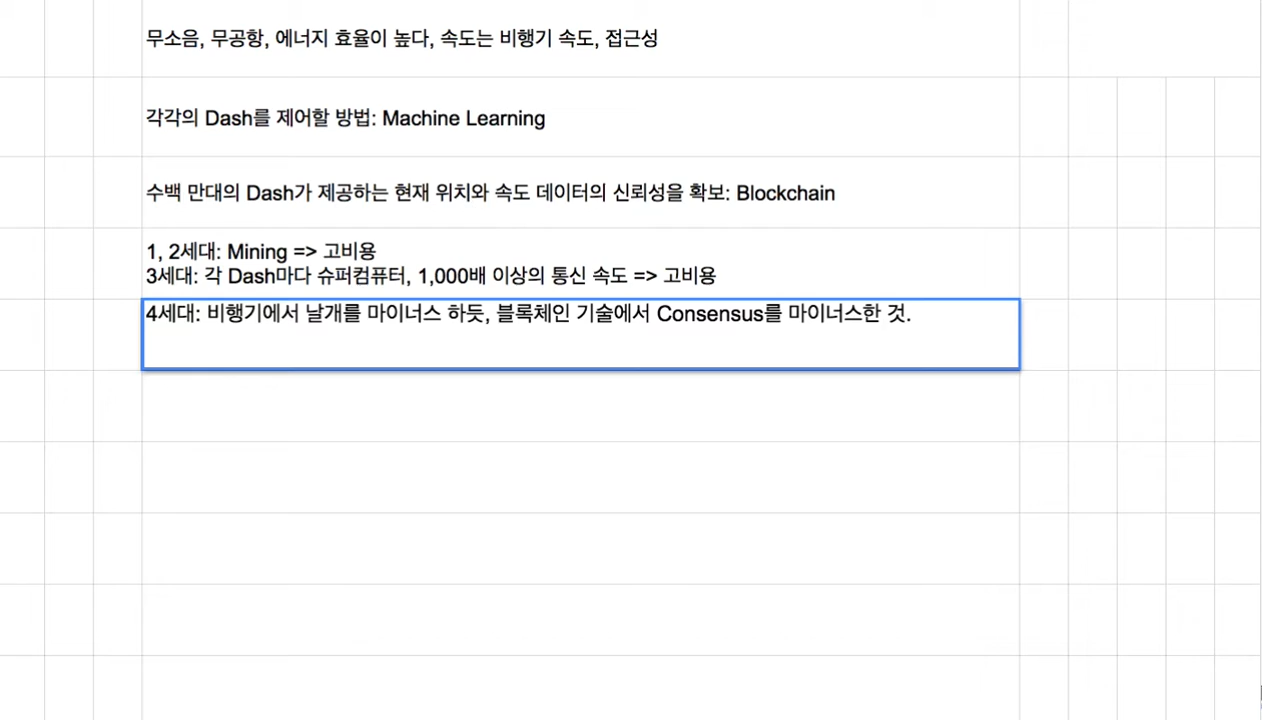 무소음, 무공항, 에너지 효율이 높다, 속도는 비행기 속도, 접근성
각각의 Dash를 제어할 방법: Machine Learning
수백 만대의 Dash가 제공하는 현재 위치와 속도 데이터의 신뢰성을 확보: Blockchain
1, 2세대: Mining => 고비용
3세대: 각 Dash마다 슈퍼컴퓨터, 1,000배 이상의 통신 속도 => 고비용
4세대: 비행기에서 날개를 마이너스 하듯, 블록체인 기술에서 Consensus를 마이너스한 것.